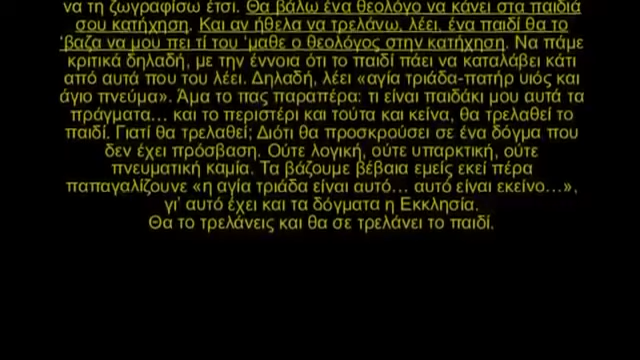 να τη ζωγραφίσω έτσι. Θα βάλω ένα θεολόγο να κάνει στα παιδιά
σου κατήχηση. Και αν ήθελα να τρελάνω, λέει, ένα παιδί θα το
‘βαζα να μου πει τί του ‘μαθε ο θεολόγος στην κατήχηση. Να πάμε
κριτικά δηλαδή, με την έννοια ότι το παιδί πάει να καταλάβει κάτι
από αυτά που του λέει. Δηλαδή, λέει «αγία τριάδα-πατήρ υιός και
άγιο πνεύμα». Άμα το πας παραπέρα: τι είναι παιδάκι μου αυτά τα
πράγματα… και το περιστέρι και τούτα και κείνα, θα τρελαθεί το
παιδί. Γιατί θα τρελαθεί; Διότι θα προσκρούσει σε ένα δόγμα που
δεν έχει πρόσβαση. Ούτε λογική, ούτε υπαρκτική, ούτε
πνευματική καμία. Τα βάζουμε βέβαια εμείς εκεί πέρα
παπαγαλίζουνε «η αγία τριάδα είναι αυτό… αυτό είναι εκείνο…»,
γι’ αυτό έχει και τα δόγματα η Εκκλησία.
Θα το τρελάνεις και θα σε τρελάνει το παιδί.